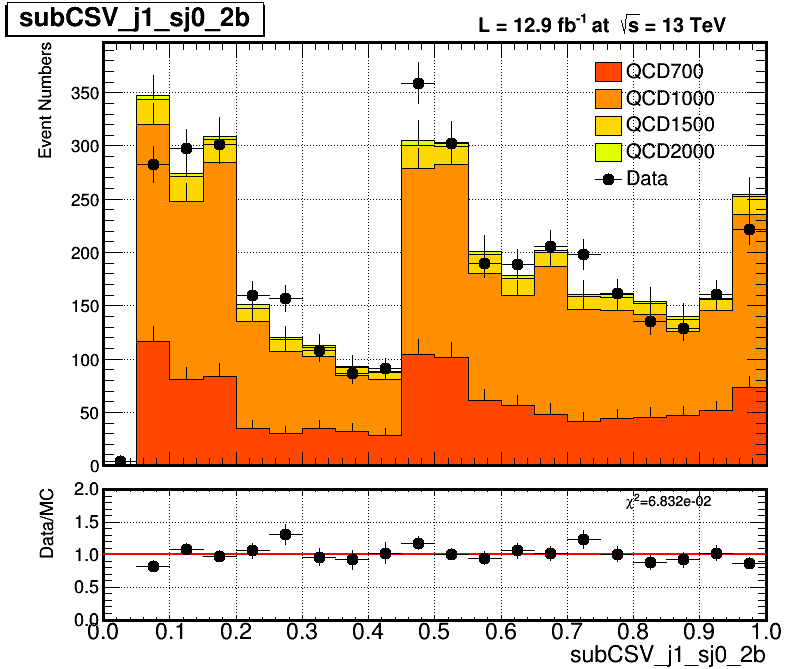 subCSV_j1_sj0_2b
L = 12.9 fb⁻¹ at √s = 13 TeV
Event Numbers
QCD700
QCD1000
QCD1500
QCD2000
Data
350
300
250
200
150
100
50
0
Data/MC
χ²=6.832e-02
2.0
1.5
1.0
0.5
0.0
0.0 0.1 0.2 0.3 0.4 0.5 0.6 0.7 0.8 0.9 1.0
subCSV_j1_sj0_2b